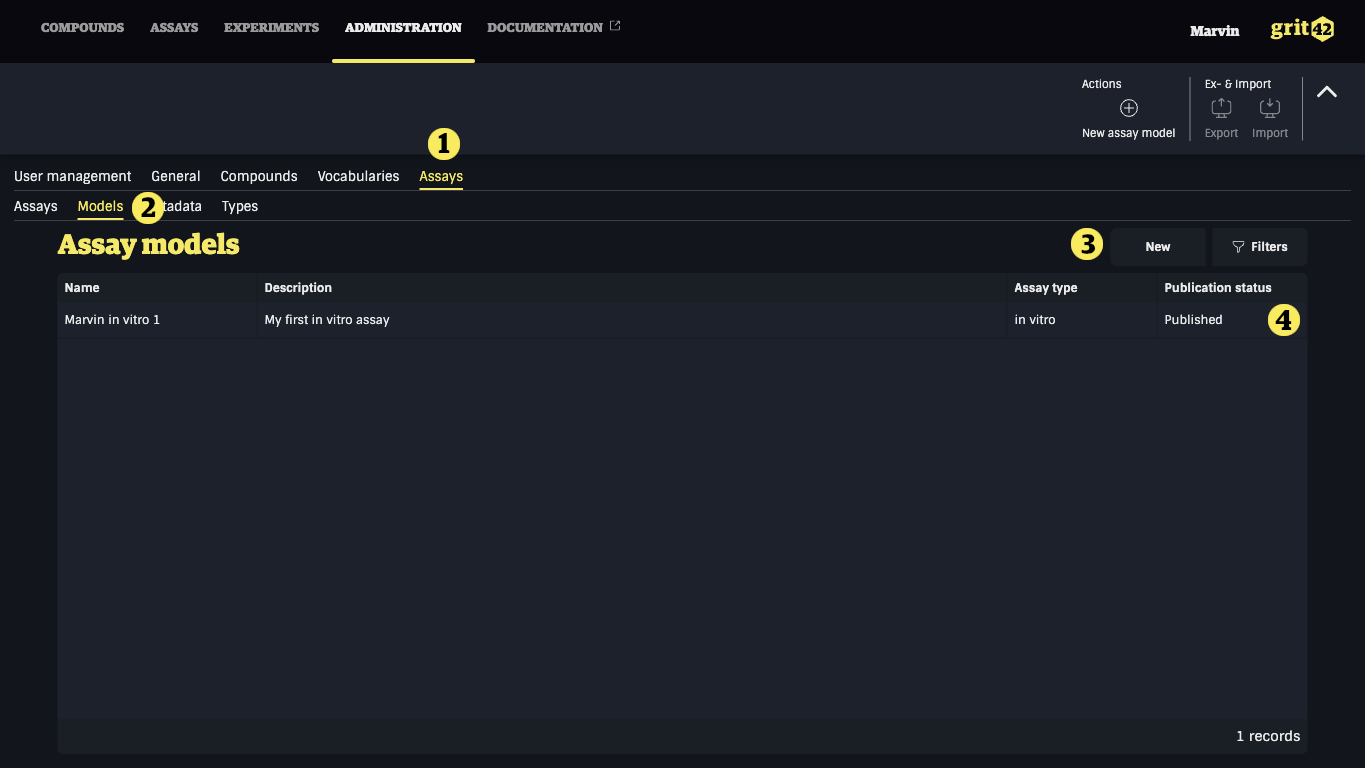 COMPOUNDS ASSAYS EXPERIMENTS ADMINISTRATION DOCUMENTATION
Marvin grit42
Actions Ex- & Import
New assay model Export Import
1
User management General Compounds Vocabularies Assays
Assays Models 2 tadata Types
Assay models 3 New Filters
Name Description Assay type Publication status
Marvin in vitro 1 My first in vitro assay in vitro Published 4
1 records